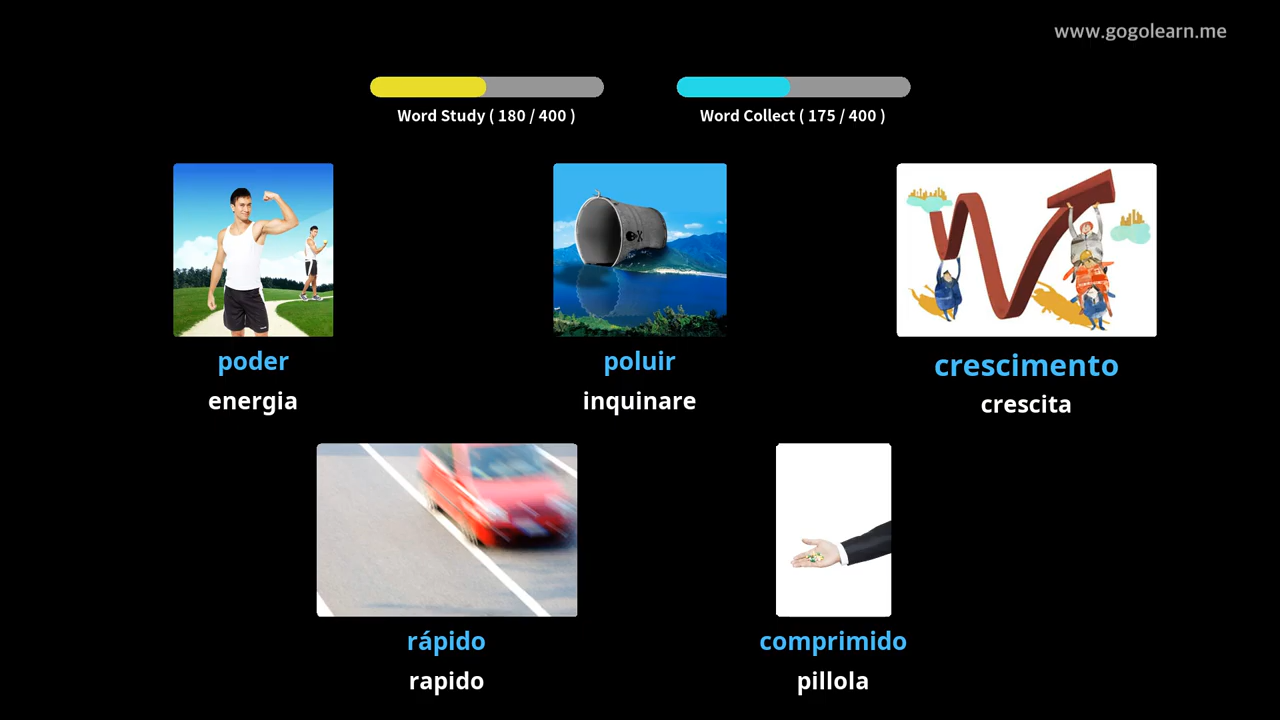 www.gogolearn.me
Word Study ( 180 / 400 )
Word Collect ( 175 / 400 )
poder
energia
poluir
inquinare
crescimento
crescita
rápido
rapido
comprimido
pillola